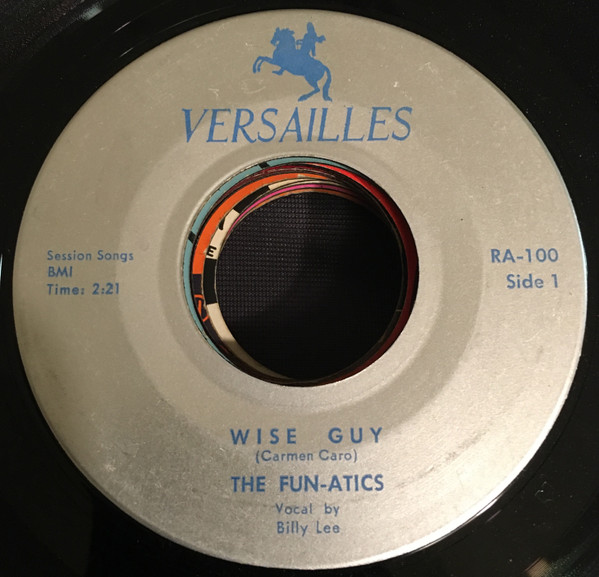 VERSAILLES
Session Songs
BMI
Time: 2:21
RA-100
Side 1
WISE GUY
(Carmen Caro)
THE FUN-ATICS
Vocal by
Billy Lee